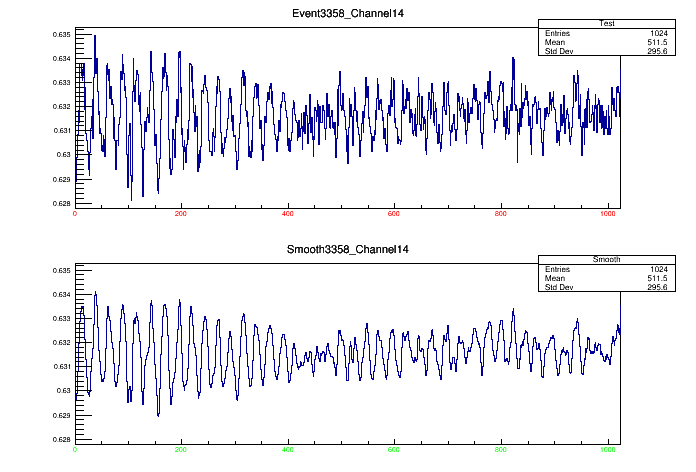 Event3358_Channel14
Test
Entries 1024
Mean 511.5
Std Dev 295.6
0.635
0.634
0.633
0.632
0.631
0.63
0.629
0.628
0 200 400 600 800 1000
Smooth3358_Channel14
Smooth
Entries 1024
Mean 511.5
Std Dev 295.6
0.635
0.634
0.633
0.632
0.631
0.63
0.629
0.628
0 200 400 600 800 1000